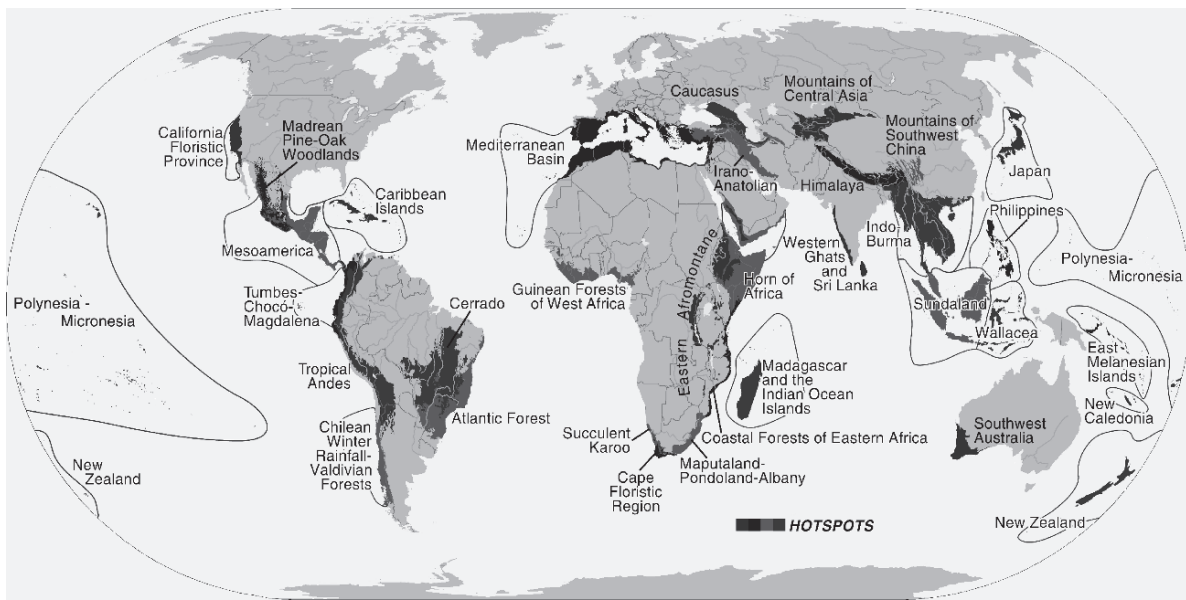 California
Floristic
Province
Madrean
Pine-Oak
Woodlands
Caribbean
Islands
Mesoamerica
Polynesia -
Micronesia
Tumbes-
Chocó-
Magdalena
Cerrado
Tropical
Andes
Atlantic Forest
Chilean
Winter
Rainfall-
Valdivian
Forests
New
Zealand
Caucasus
Mediterranean
Basin
Irano-
Anatolian
Mountains of
Central Asia
Mountains of
Southwest
China
Himalaya
Japan
Philippines
Indo-
Burma
Western
Ghats
and
Sri Lanka
Polynesia-
Micronesia
Guinean Forests
of West Africa
Eastern Afromontane
Horn of
Africa
Sundaland
Wallacea
East
Melanesian
Islands
New
Caledonia
Madagascar
and the
Indian Ocean
Islands
Southwest
Australia
Succulent
Karoo
Coastal Forests of Eastern Africa
Maputaland-
Pondoland-Albany
Cape
Floristic
Region
New Zealand
HOTSPOTS